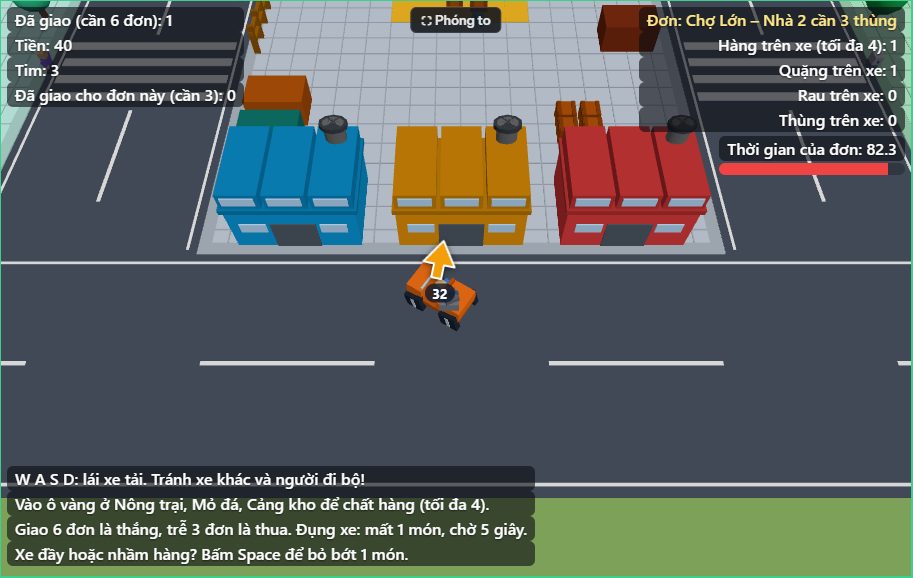 Đã giao (cần 6 đơn): 1
Tiền: 40
Tim: 3
Đã giao cho đơn này (cần 3): 0
Phóng to
Đơn: Chợ Lớn – Nhà 2 cần 3 thùng
Hàng trên xe (tối đa 4): 1
Quặng trên xe: 1
Rau trên xe: 0
Thùng trên xe: 0
Thời gian của đơn: 82.3
32
W A S D: lái xe tải. Tránh xe khác và người đi bộ!
Vào ô vàng ở Nông trại, Mỏ đá, Cảng kho để chất hàng (tối đa 4).
Giao 6 đơn là thắng, trễ 3 đơn là thua. Đụng xe: mất 1 món, chờ 5 giây.
Xe đầy hoặc nhầm hàng? Bấm Space để bỏ bớt 1 món.